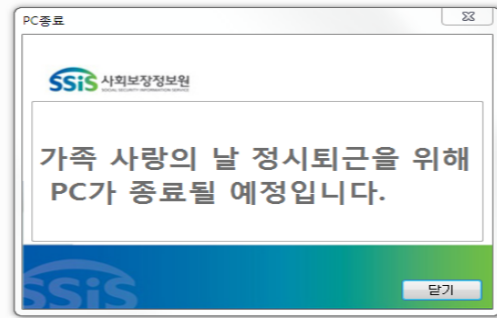 PC종료
SSiS 사회보장정보원
SOCIAL SECURITY INFORMATION SERVICE
가족 사랑의 날 정시퇴근을 위해
PC가 종료될 예정입니다.
SSiS
닫기